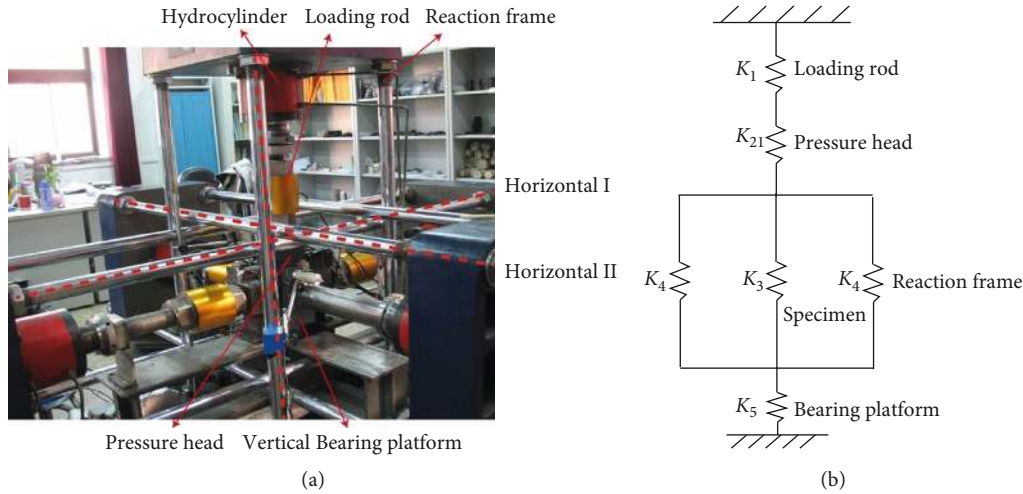 Hydrocylinder Loading rod Reaction frame
Horizontal I
Horizontal II
Pressure head Vertical Bearing platform
(a)
K1 Loading rod
K21 Pressure head
K4 K3 K4 Reaction frame
Specimen
K5 Bearing platform
(b)